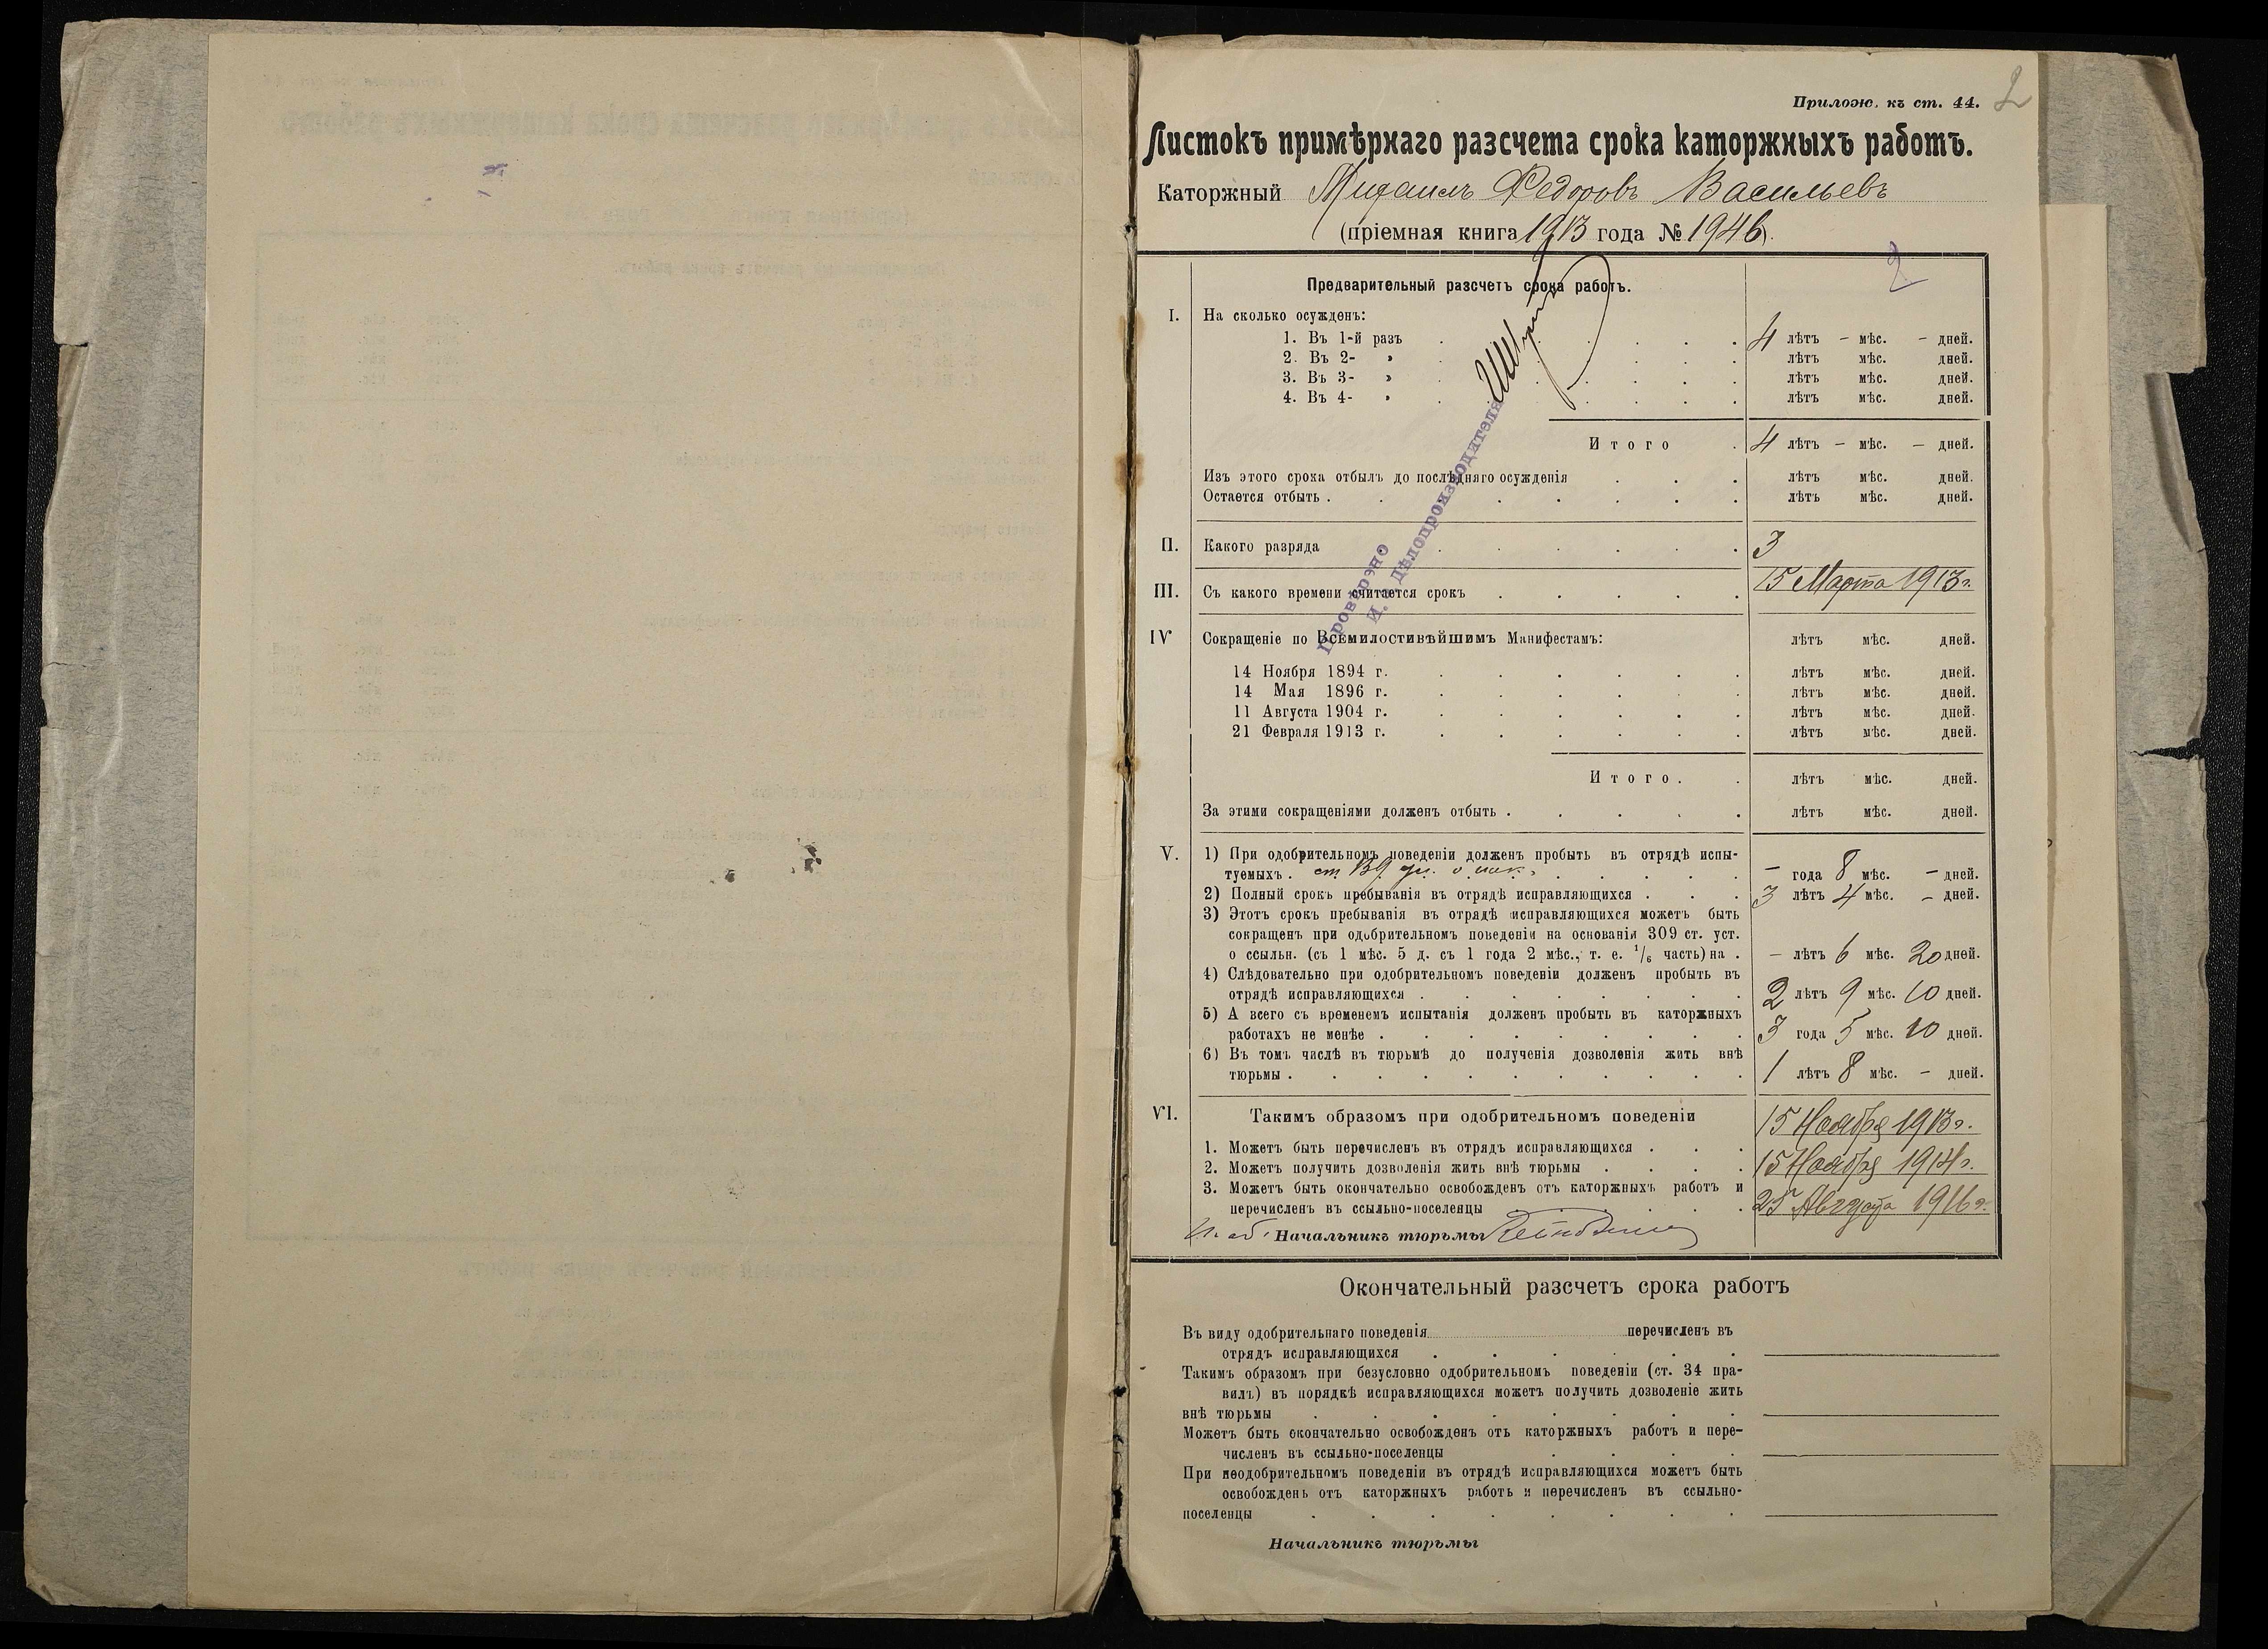 Прилож. къ ст. 44.
2
Листокъ примѣрнаго разсчета срока каторжныхъ работъ.
Каторжный Михаилъ Федоровъ Васильевъ
(пріемная книга 1913 года № 1946).
2
Предварительный разсчетъ срока работъ.
I. На сколько осужденъ:
1. Въ 1-й разъ . . . . . 4 лѣтъ – мѣс. – дней.
2. Въ 2- » . . . . . лѣтъ мѣс. дней.
3. Въ 3- » . . . . . лѣтъ мѣс. дней.
4. Въ 4- » . . . . . лѣтъ мѣс. дней.
Итого . 4 лѣтъ – мѣс. – дней.
Изъ этого срока отбылъ до послѣдняго осужденія . . . лѣтъ мѣс. дней.
Остается отбыть . . . . . . лѣтъ мѣс. дней.
II. Какого разряда . . . . . . 3
III. Съ какого времени считается срокъ . . . . . 15 Марта 1913 г.
Провѣрено
И. д. Дѣлопроизводителя
IV Сокращеніе по Всемилостивѣйшимъ Манифестамъ: лѣтъ мѣс. дней.
14 Ноября 1894 г. . . . . . . лѣтъ мѣс. дней.
14 Мая 1896 г. . . . . . . лѣтъ мѣс. дней.
11 Августа 1904 г. . . . . . . лѣтъ мѣс. дней.
21 Февраля 1913 г. . . . . . . лѣтъ мѣс. дней.
Итого . . лѣтъ мѣс. дней.
За этими сокращеніями долженъ отбыть . . . . . лѣтъ мѣс. дней.
V. 1) При одобрительномъ поведеніи долженъ пробыть въ отрядѣ испы-
туемыхъ . ст. . . . – года 8 мѣс. – дней.
2) Полный срокъ пребыванія въ отрядѣ исправляющихся . . . 3 лѣтъ 4 мѣс. – дней.
3) Этотъ срокъ пребыванія въ отрядѣ исправляющихся можетъ быть
сокращенъ при одобрительномъ поведеніи на основаніи 309 ст. уст.
о ссыльн. (съ 1 мѣс. 5 д. съ 1 года 2 мѣс., т. е. 1/6 часть) на . – лѣтъ 6 мѣс. 20 дней.
4) Слѣдовательно при одобрительномъ поведеніи долженъ пробыть въ
отрядѣ исправляющихся . . . . . . . 2 лѣтъ 9 мѣс. 10 дней.
5) А всего съ временемъ испытанія долженъ пробыть въ каторжныхъ
работахъ не менѣе . . . . . . . 3 года 5 мѣс. 10 дней.
6) Въ томъ числѣ въ тюрьмѣ до полученія дозволенія жить внѣ
тюрьмы . . . . . . . . . 1 лѣтъ 8 мѣс. – дней.
VI. Такимъ образомъ при одобрительномъ поведеніи
1. Можетъ быть перечисленъ въ отрядъ исправляющихся . . . 15 Ноября 1913 г.
2. Можетъ получить дозволенія жить внѣ тюрьмы . . . . 15 Ноября 1914 г.
3. Можетъ быть окончательно освобожденъ отъ каторжныхъ работъ и
перечисленъ въ ссыльно-поселенцы . . . . . 25 Августа 1916 г.
Начальникъ тюрьмы
Окончательный разсчетъ срока работъ
Въ виду одобрительнаго поведенія перечисленъ въ
отрядъ исправляющихся . . . . . .
Такимъ образомъ при безусловно одобрительномъ поведеніи (ст. 34 пра-
вилъ) въ порядкѣ исправляющихся можетъ получить дозволеніе жить
внѣ тюрьмы . . . . . . . .
Можетъ быть окончательно освобожденъ отъ каторжныхъ работъ и пере-
численъ въ ссыльно-поселенцы . . . .
При неодобрительномъ поведеніи въ отрядѣ исправляющихся можетъ быть
освобожденъ отъ каторжныхъ работъ и перечисленъ въ ссыльно-
поселенцы . . . . . . . .
Начальникъ тюрьмы